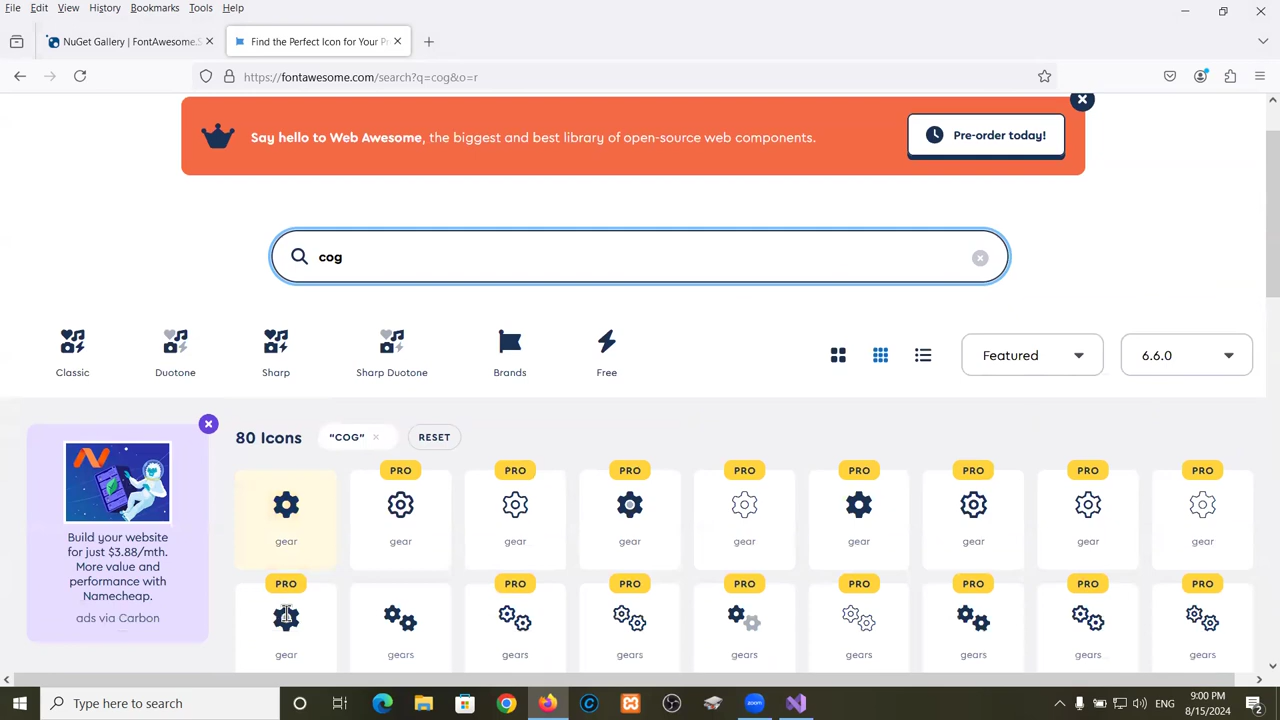 File Edit View History Bookmarks Tools Help
NuGet Gallery | FontAwesome.S
Find the Perfect Icon for Your Pr
https://fontawesome.com/search?q=cog&o=r
Say hello to Web Awesome, the biggest and best library of open-source web components.
Pre-order today!
cog
Classic Duotone Sharp Sharp Duotone Brands Free
Featured
6.6.0
80 Icons
"COG" ×
RESET
PRO PRO PRO PRO PRO PRO PRO PRO
gear gear gear gear gear gear gear gear gear
PRO PRO PRO PRO PRO PRO PRO PRO
gear gears gears gears gears gears gears gears gears
Build your website
for just $3.88/mth.
More value and
performance with
Namecheap.
ads via Carbon
Type here to search
ENG
9:00 PM
8/15/2024
2